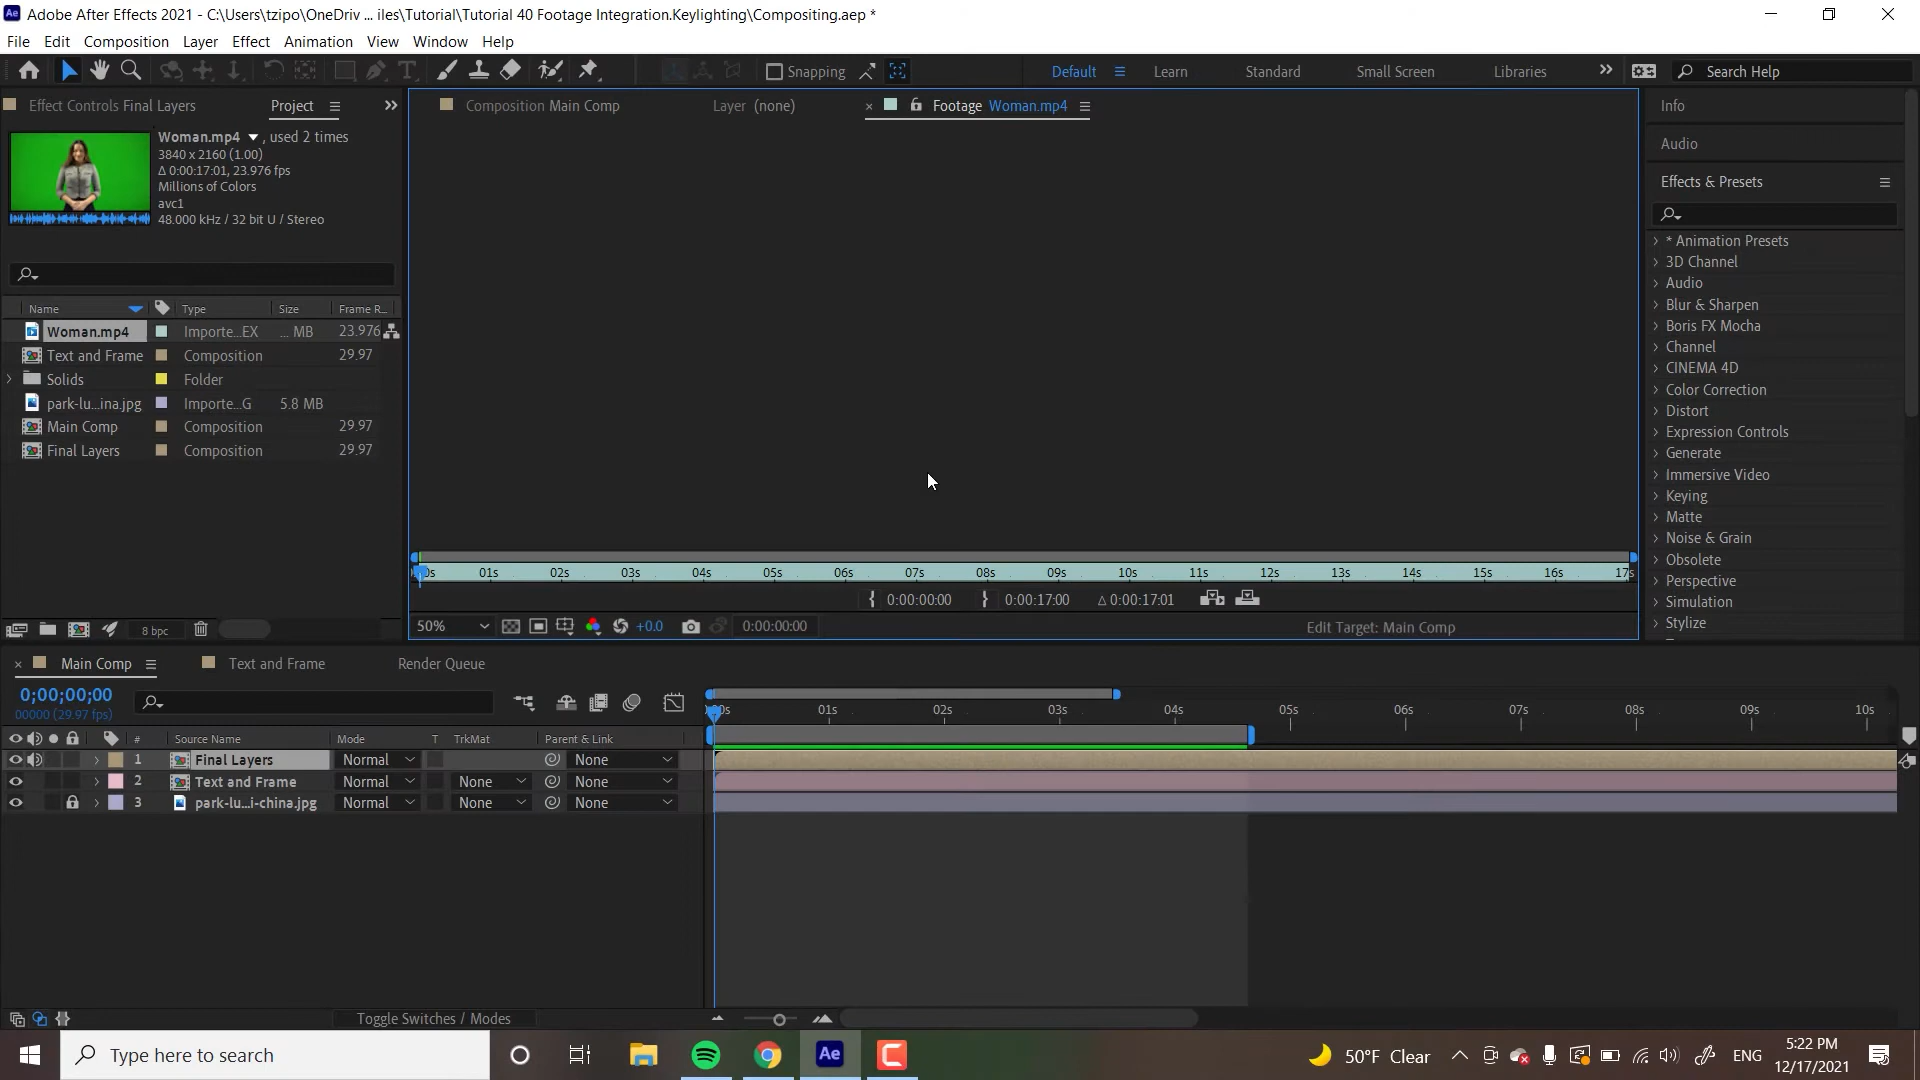 Adobe After Effects 2021 - C:\Users\tzipo\OneDriv ... iles\Tutorial\Tutorial 40 Footage Integration.Keylighting\Compositing.aep *
File Edit Composition Layer Effect Animation View Window Help
Snapping Default Learn Standard Small Screen Libraries Search Help
Effect Controls Final Layers Project Composition Main Comp Layer (none) Footage Woman.mp4 Info
Woman.mp4 , used 2 times
3840 x 2160 (1.00)
Δ 0:00:17:01, 23.976 fps
Millions of Colors
avc1
48.000 kHz / 32 bit U / Stereo
Audio
Effects & Presets
* Animation Presets
3D Channel
Audio
Blur & Sharpen
Boris FX Mocha
Channel
CINEMA 4D
Color Correction
Distort
Expression Controls
Generate
Immersive Video
Keying
Matte
Noise & Grain
Obsolete
Perspective
Simulation
Stylize
Name Type Size Frame R...
Woman.mp4 Importe...EX ... MB 23.976
Text and Frame Composition 29.97
Solids Folder
park-lu...ina.jpg Importe...G 5.8 MB
Main Comp Composition 29.97
Final Layers Composition 29.97
01s 02s 03s 04s 05s 06s 07s 08s 09s 10s 11s 12s 13s 14s 15s 16s 17s
0:00:00:00 0:00:17:00 Δ 0:00:17:01
8 bpc 50% +0.0 0:00:00:00 Edit Target: Main Comp
Main Comp Text and Frame Render Queue
0;00;00;00
00000 (29.97 fps)
01s 02s 03s 04s 05s 06s 07s 08s 09s 10s
# Source Name Mode T TrkMat Parent & Link
1 Final Layers Normal None
2 Text and Frame Normal None None
3 park-lu...i-china.jpg Normal None None
Toggle Switches / Modes
Type here to search Ae 50°F Clear ENG 5:22 PM
12/17/2021